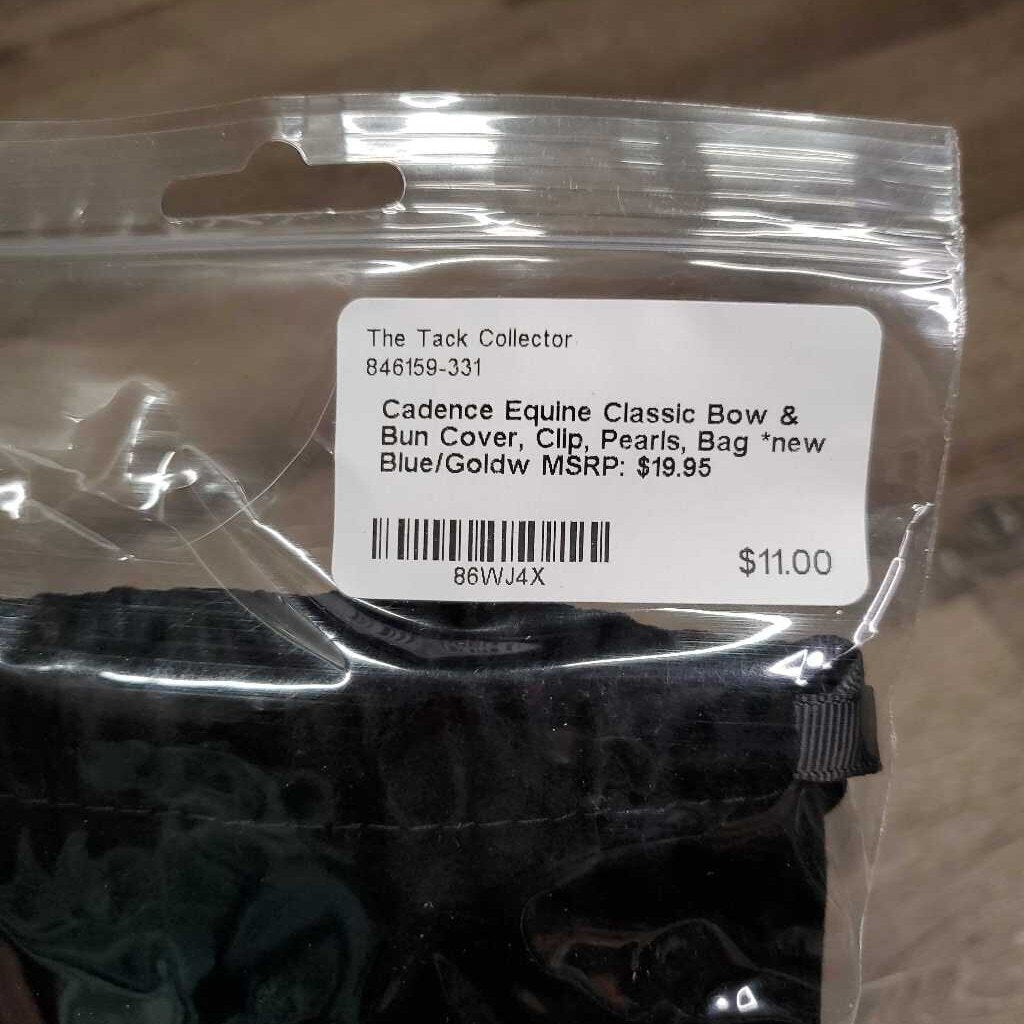 The Tack Collector
846159-331
Cadence Equine Classic Bow &
Bun Cover, Clip, Pearls, Bag *new
Blue/Goldw MSRP: $19.95
86WJ4X
$11.00